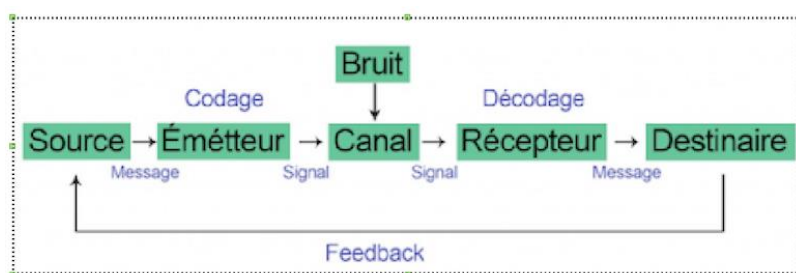 Bruit
Codage
Décodage
Source
Émétteur
Canal
Récepteur
Destinaire
Message
Signal
Signal
Message
Feedback